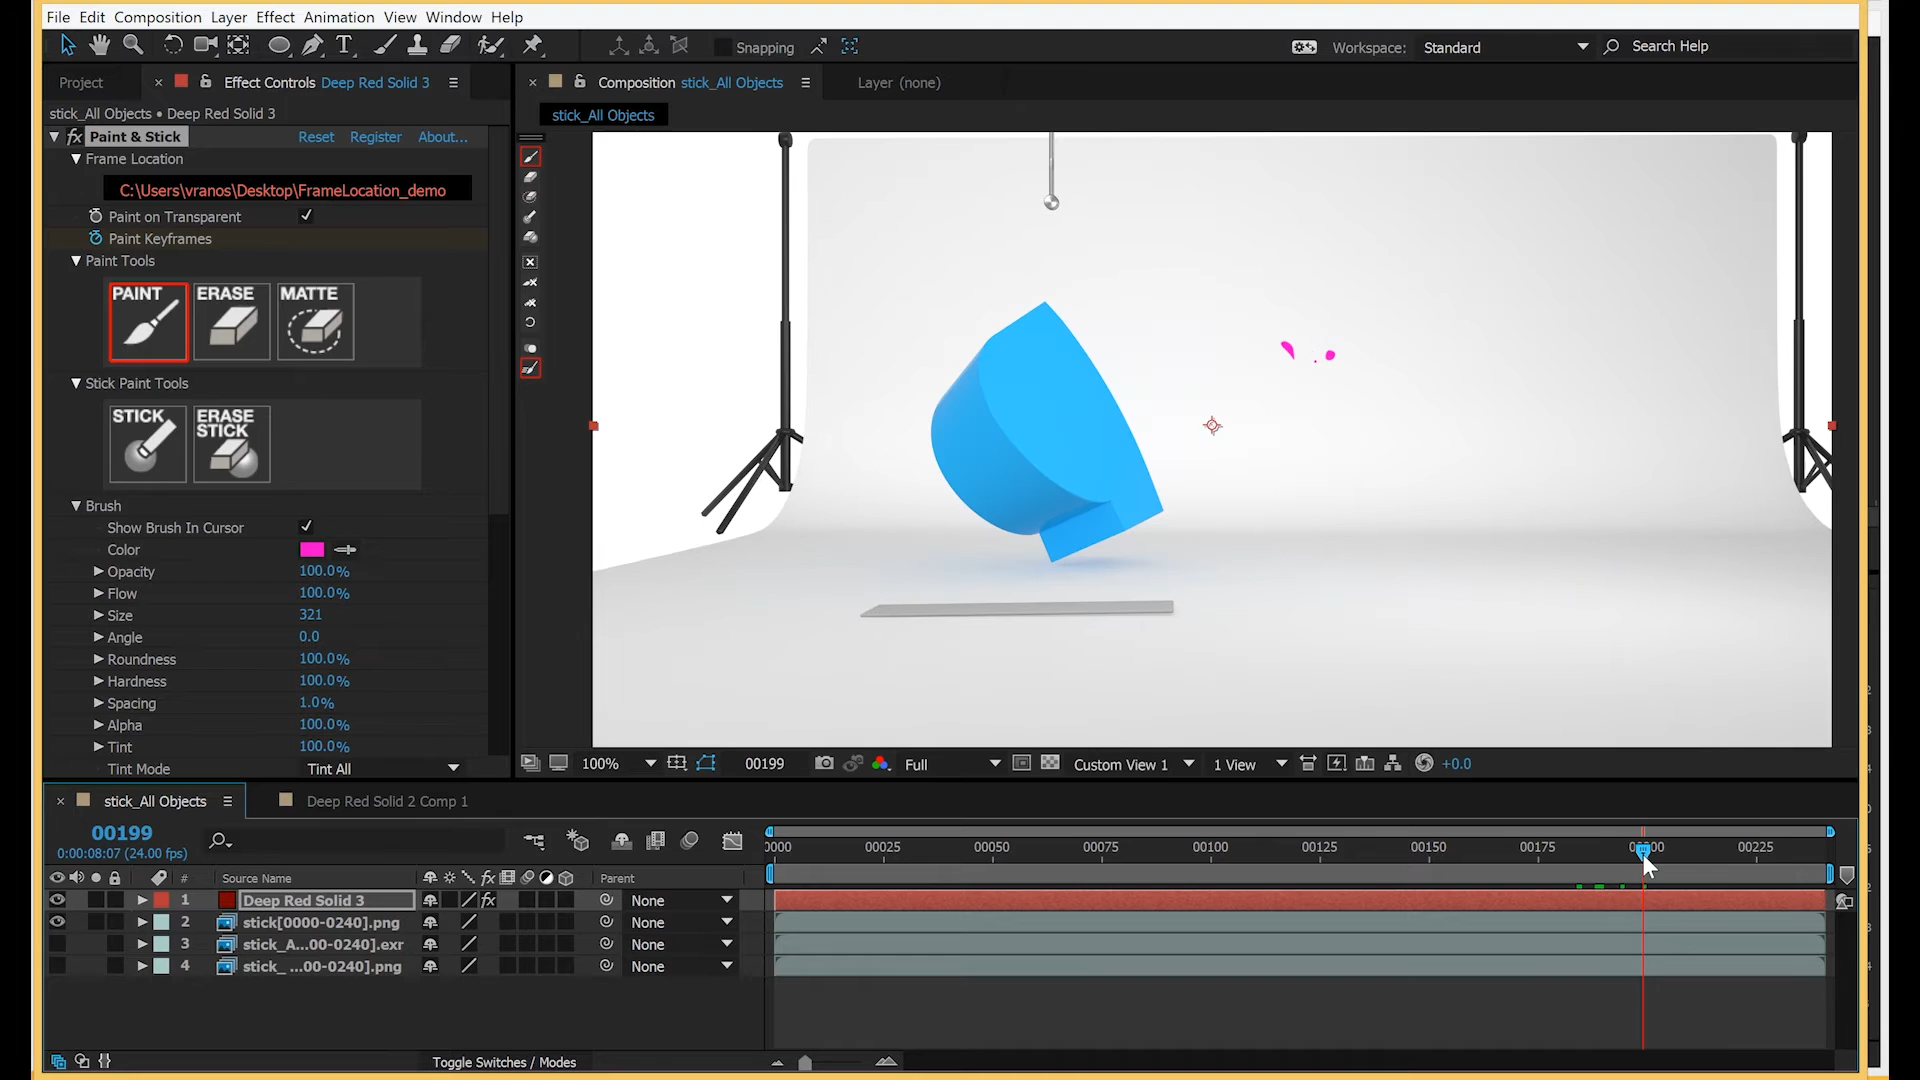 File Edit Composition Layer Effect Animation View Window Help
Snapping
Workspace: Standard
Search Help
Project
× Effect Controls Deep Red Solid 3
× Composition stick_All Objects
Layer (none)
stick_All Objects • Deep Red Solid 3
stick_All Objects
fx Paint & Stick Reset Register About...
Frame Location
C:\Users\vranos\Desktop\FrameLocation_demo
Paint on Transparent
Paint Keyframes
Paint Tools
PAINT ERASE MATTE
Stick Paint Tools
STICK ERASE STICK
Brush
Show Brush In Cursor
Color
Opacity 100.0%
Flow 100.0%
Size 321
Angle 0.0
Roundness 100.0%
Hardness 100.0%
Spacing 1.0%
Alpha 100.0%
Tint 100.0%
Tint Mode Tint All
100% 00199 Full Custom View 1 1 View +0.0
× stick_All Objects
Deep Red Solid 2 Comp 1
00199
0:00:08:07 (24.00 fps)
0000 00025 00050 00075 00100 00125 00150 00175 00225
# Source Name fx Parent
1 Deep Red Solid 3 fx None
2 stick[0000-0240].png None
3 stick_A...00-0240].exr None
4 stick_ ...00-0240].png None
Toggle Switches / Modes